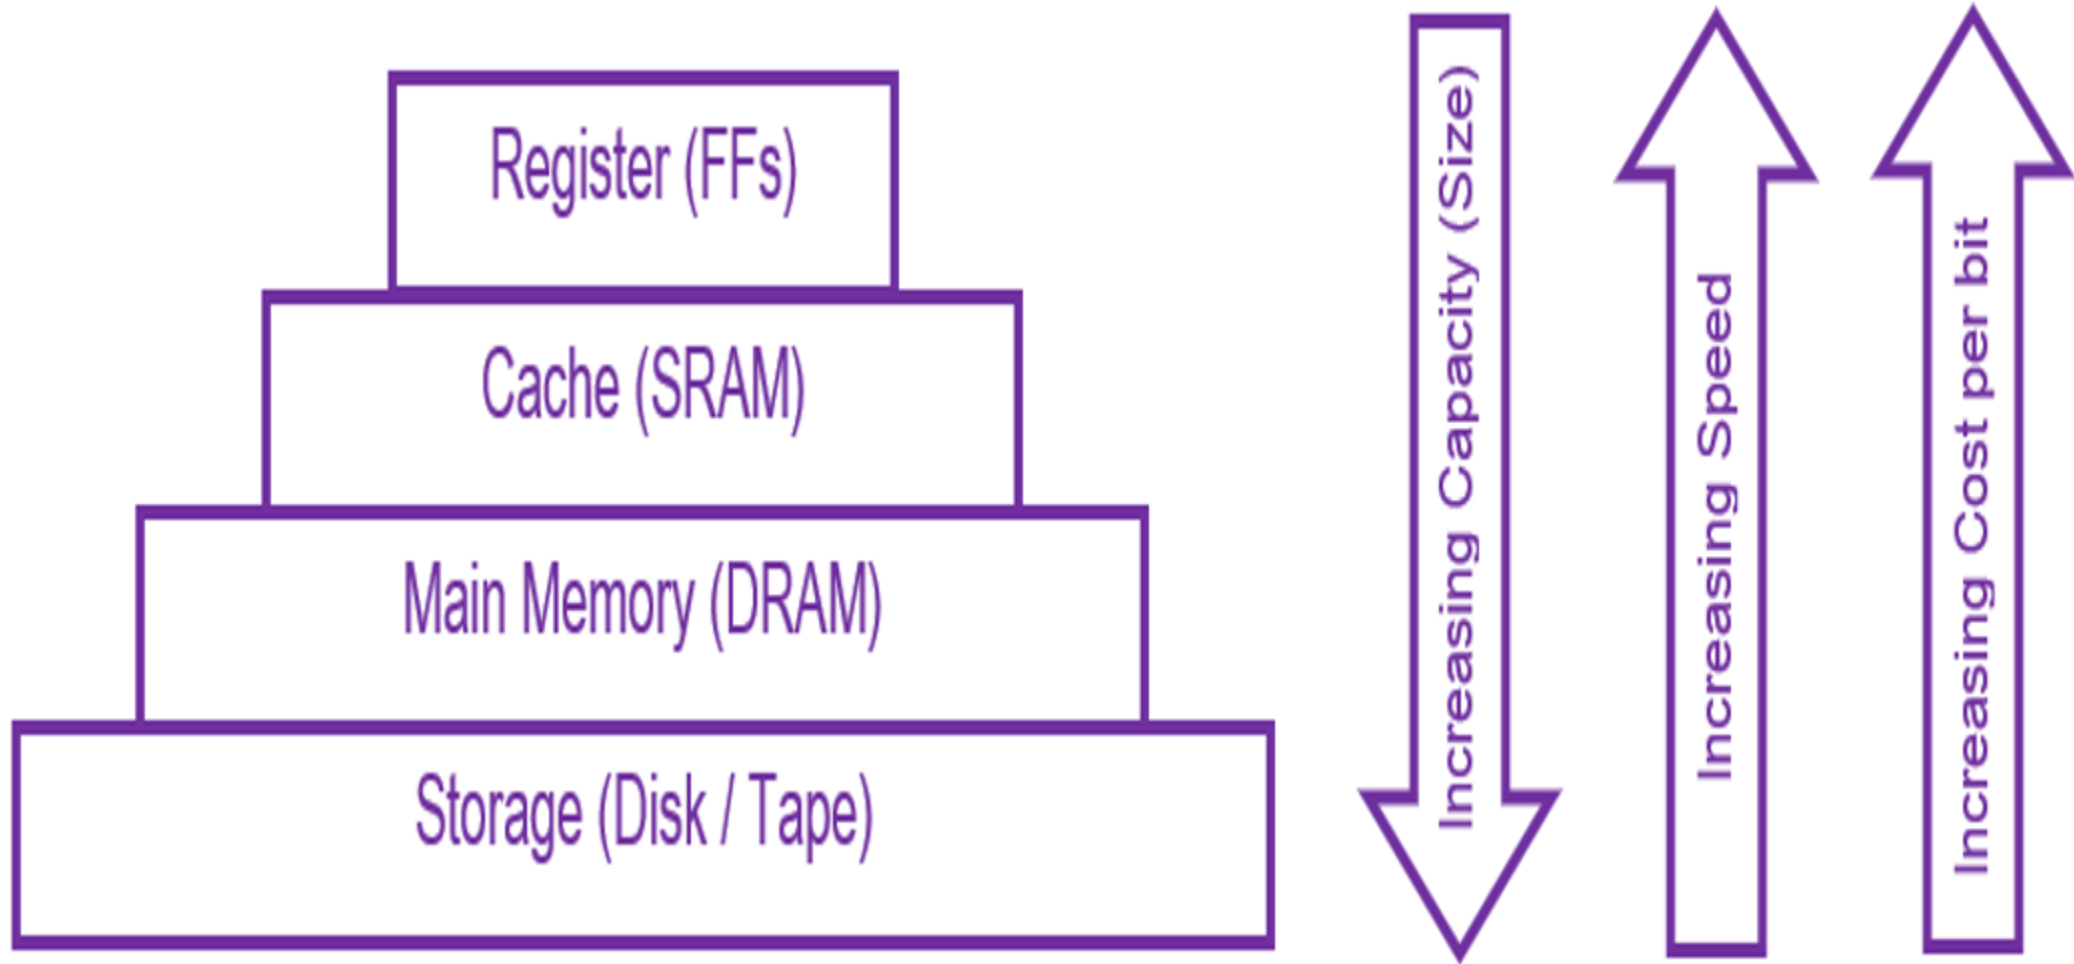 Register (FFs)
Cache (SRAM)
Main Memory (DRAM)
Storage (Disk / Tape)
Increasing Capacity (Size)
Increasing Speed
Increasing Cost per bit